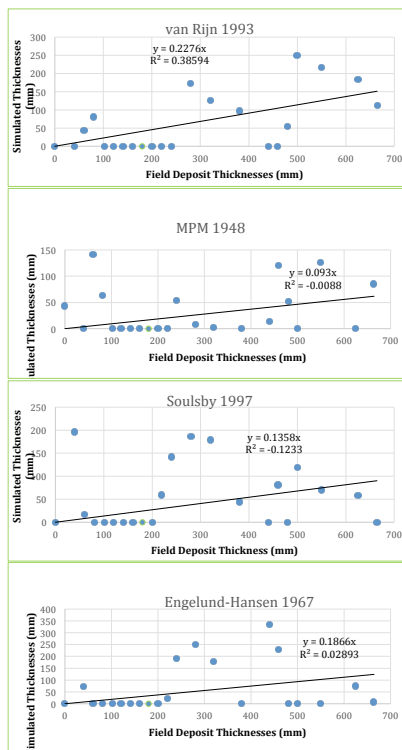 van Rijn 1993
300
250
200
150
100
50
0
y = 0.2276x
R² = 0.38594
0 100 200 300 400 500 600 700
Simulated Thicknesses (mm)
Field Deposit Thicknesses (mm)
MPM 1948
150
100
50
0
y = 0.093x
R² = -0.0088
0 100 200 300 400 500 600 700
ulated Thicknesses (mm)
Field Deposit Thicknesses (mm)
Soulsby 1997
250
200
150
100
50
0
y = 0.1358x
R² = -0.1233
0 100 200 300 400 500 600 700
Simulated Thicknesses (mm)
Field Deposit Thickness (mm)
Engelund-Hansen 1967
400
350
300
250
200
150
100
50
0
y = 0.1866x
R² = 0.02893
0 100 200 300 400 500 600 700
imulated Thicknesses (mm)
Field Deposit Thicknesses (mm)